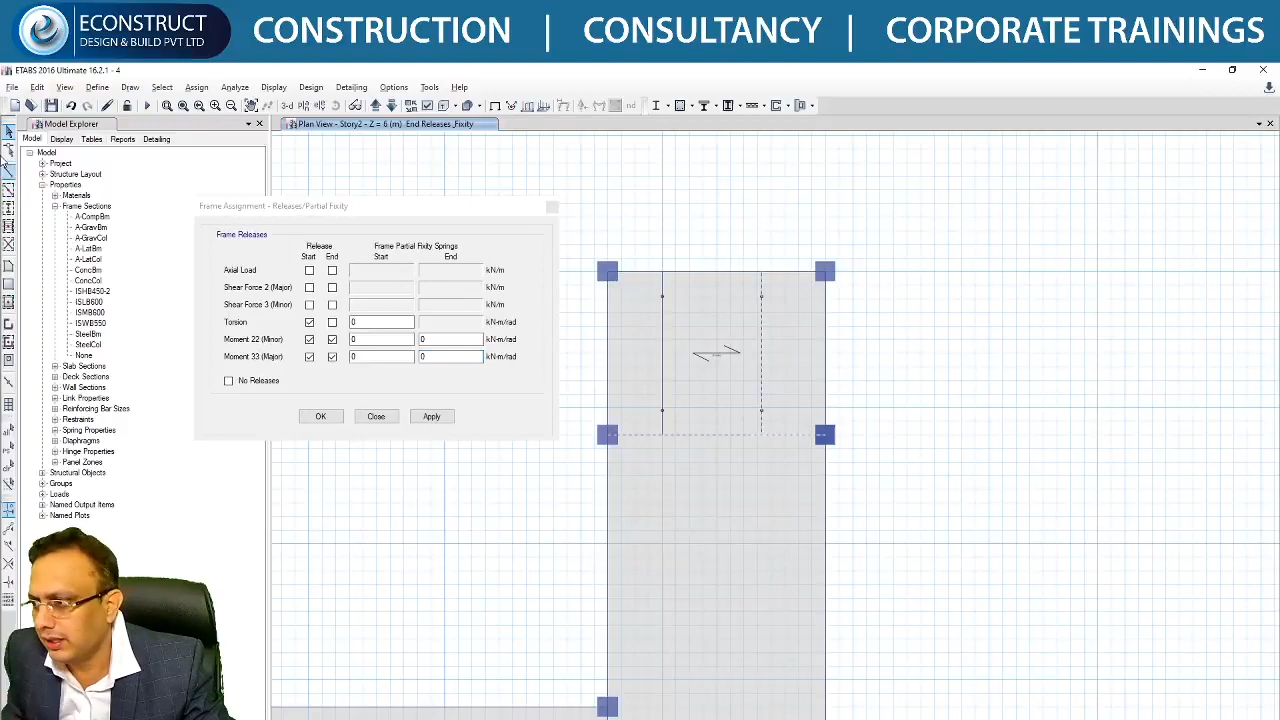 ECONSTRUCT
DESIGN & BUILD PVT LTD
CONSTRUCTION | CONSULTANCY | CORPORATE TRAININGS
ETABS 2016 Ultimate 16.2.1 - 4
File Edit View Define Draw Select Assign Analyze Display Design Detailing Options Tools Help
3-d
nd
Model Explorer
Plan View - Story2 - Z = 6 (m) End Releases ,Fixity
Model Display Tables Reports Detailing
Model
Project
Structure Layout
Properties
Materials
Frame Sections
A-CompBm
A-GravBm
A-GravCol
A-LatBm
A-LatCol
ConcBm
ConcCol
ISHB450-2
ISLB600
ISMB600
ISWB550
SteelBm
SteelCol
None
Slab Sections
Deck Sections
Wall Sections
Link Properties
Reinforcing Bar Sizes
Restraints
Spring Properties
Diaphragms
Hinge Properties
Panel Zones
Structural Objects
Groups
Loads
Named Output Items
Named Plots
Frame Assignment - Releases/Partial Fixity
Frame Releases
Release Frame Partial Fixity Springs
Start End Start End
Axial Load kN/m
Shear Force 2 (Major) kN/m
Shear Force 3 (Minor) kN/m
Torsion 0 kN-m/rad
Moment 22 (Minor) 0 0 kN-m/rad
Moment 33 (Major) 0 0 kN-m/rad
No Releases
OK Close Apply